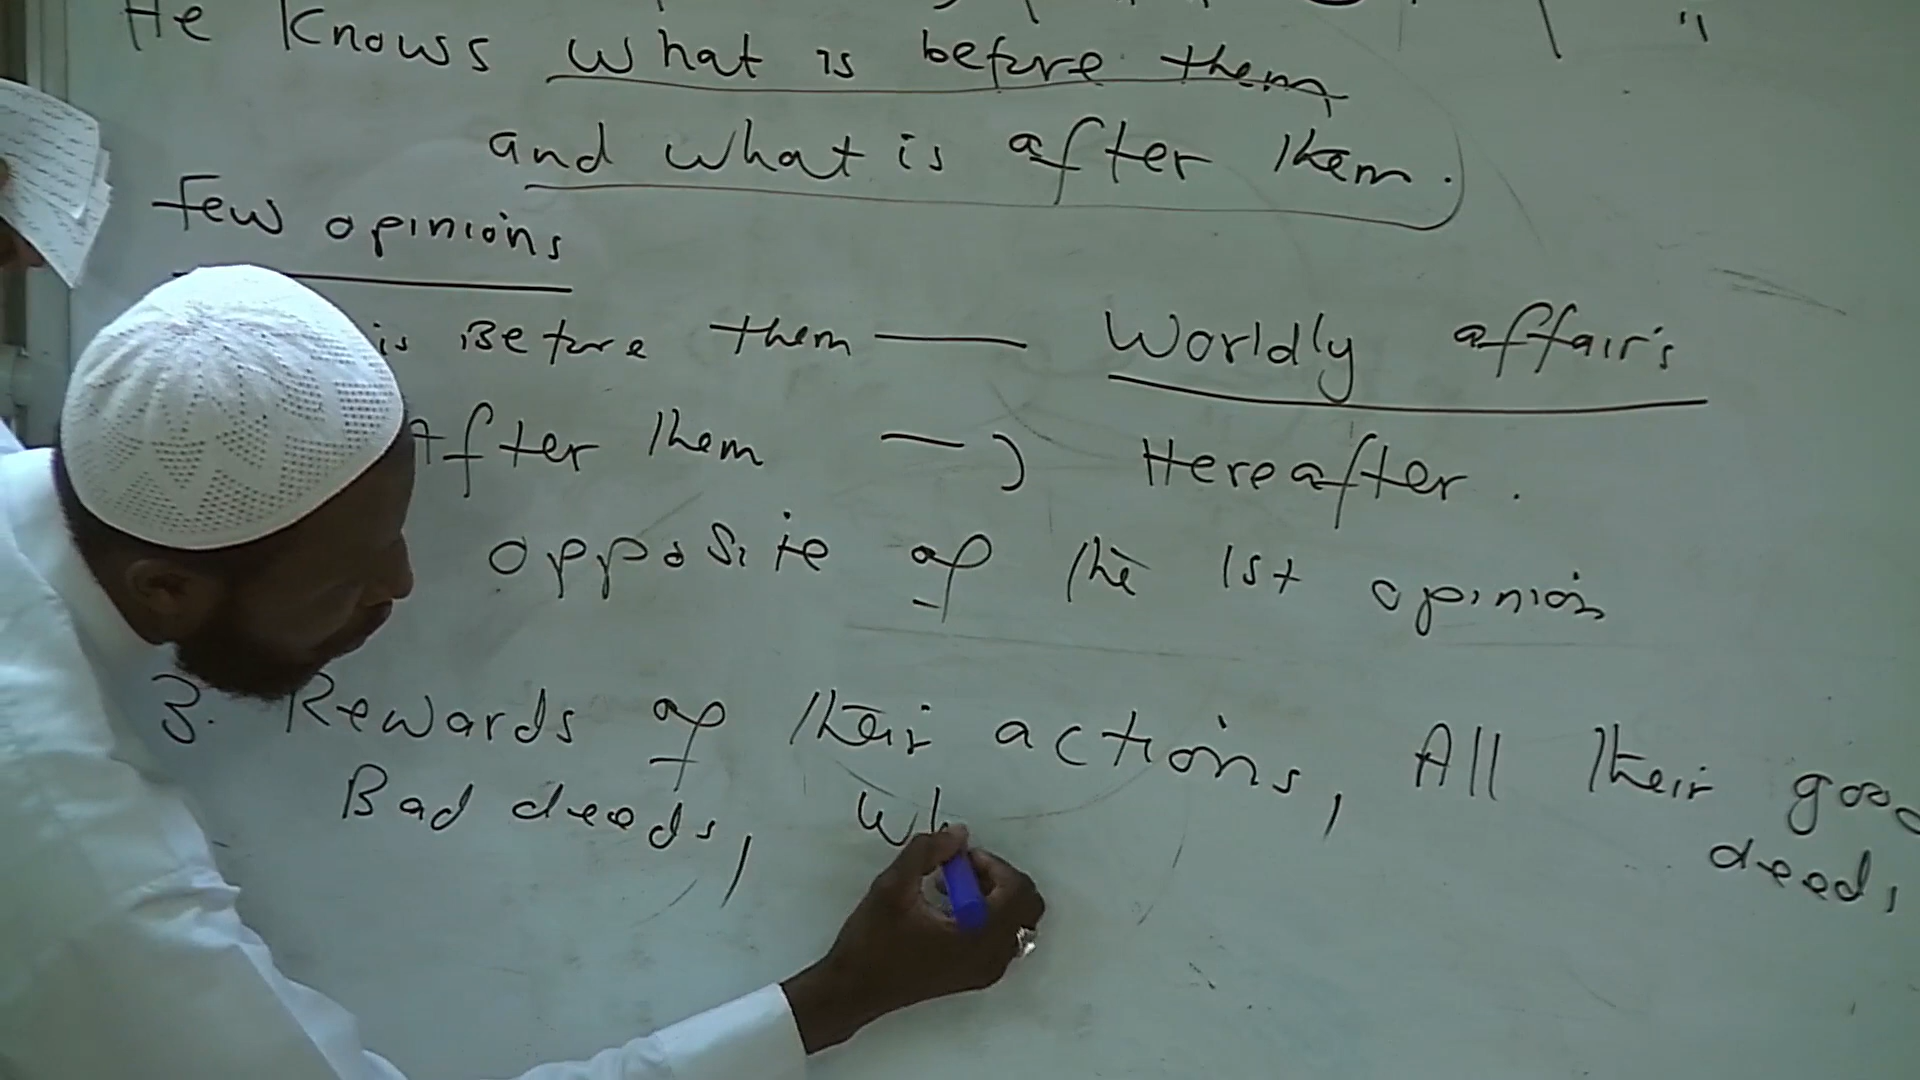 He Knows what is before them
and what is after them.
Few opinions
is Before them — Worldly affairs
After them → Hereafter.
opposite of the 1st opinion
3. Rewards of their actions, All their good
deeds,
Bad deeds, Wh